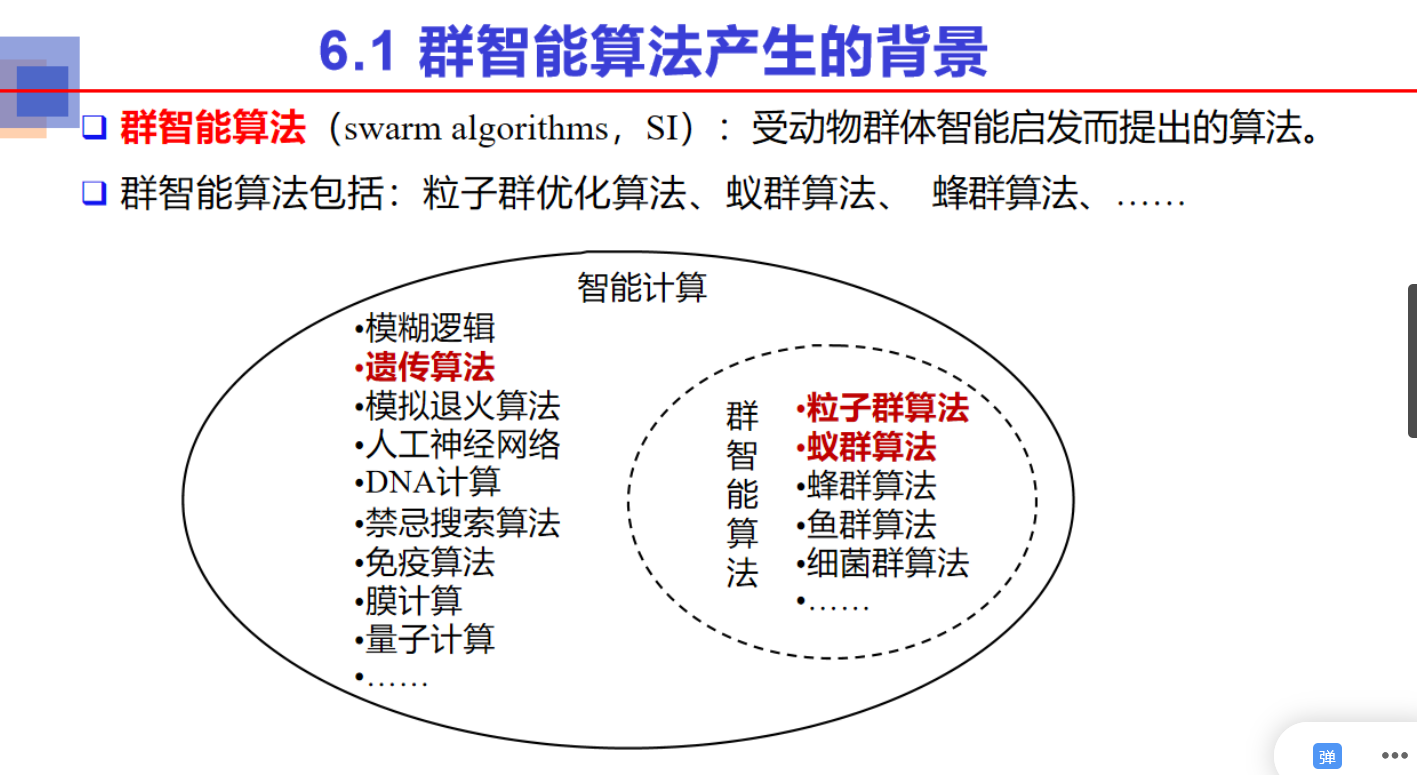 6.1 群智能算法产生的背景
群智能算法（swarm algorithms，SI）：受动物群体智能启发而提出的算法。
群智能算法包括：粒子群优化算法、蚁群算法、 蜂群算法、……
智能计算
•模糊逻辑
•遗传算法
•模拟退火算法
•人工神经网络
•DNA计算
•禁忌搜索算法
•免疫算法
•膜计算
•量子计算
•……
群智能算法
•粒子群算法
•蚁群算法
•蜂群算法
•鱼群算法
•细菌群算法
•……
弹